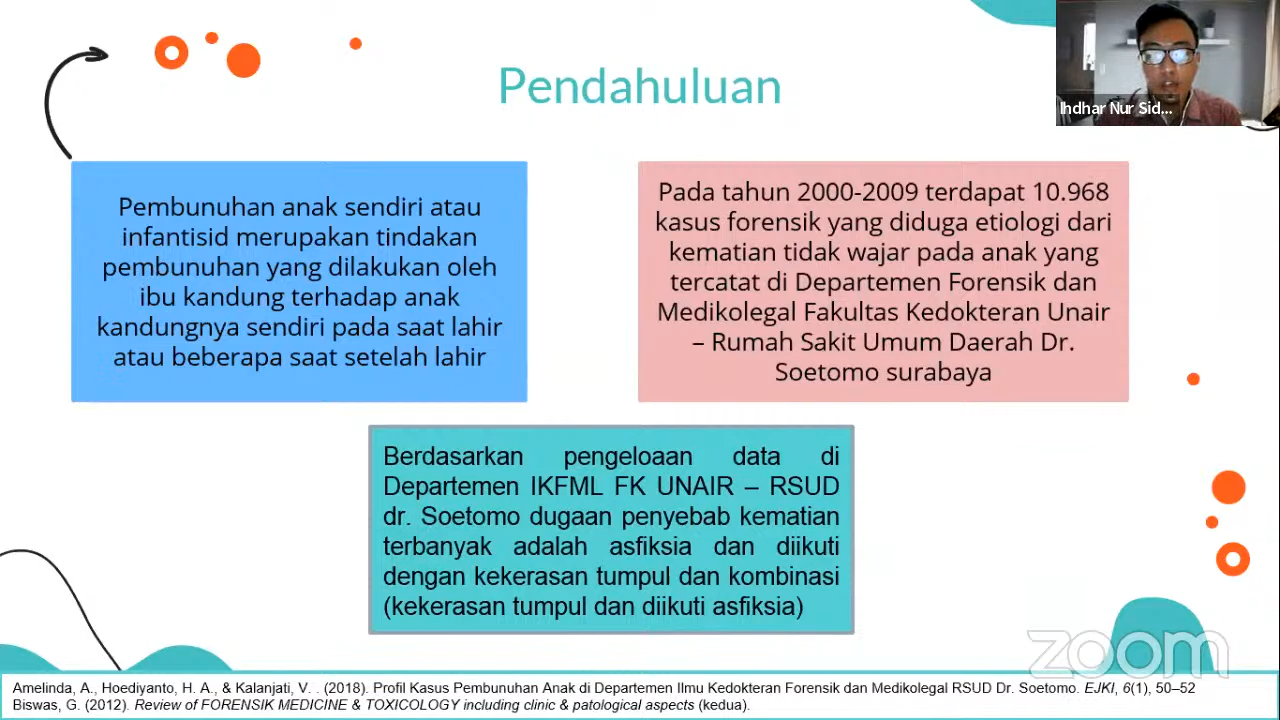 Pendahuluan
Ihdhar Nur Sid...
Pembunuhan anak sendiri atau
infantisid merupakan tindakan
pembunuhan yang dilakukan oleh
ibu kandung terhadap anak
kandungnya sendiri pada saat lahir
atau beberapa saat setelah lahir
Pada tahun 2000-2009 terdapat 10.968
kasus forensik yang diduga etiologi dari
kematian tidak wajar pada anak yang
tercatat di Departemen Forensik dan
Medikolegal Fakultas Kedokteran Unair
– Rumah Sakit Umum Daerah Dr.
Soetomo surabaya
Berdasarkan pengeloaan data di
Departemen IKFML FK UNAIR – RSUD
dr. Soetomo dugaan penyebab kematian
terbanyak adalah asfiksia dan diikuti
dengan kekerasan tumpul dan kombinasi
(kekerasan tumpul dan diikuti asfiksia)
zoom
Amelinda, A., Hoediyanto, H. A., & Kalanjati, V. . (2018). Profil Kasus Pembunuhan Anak di Departemen Ilmu Kedokteran Forensik dan Medikolegal RSUD Dr. Soetomo. EJKI, 6(1), 50–52
Biswas, G. (2012). Review of FORENSIK MEDICINE & TOXICOLOGY including clinic & patological aspects (kedua).